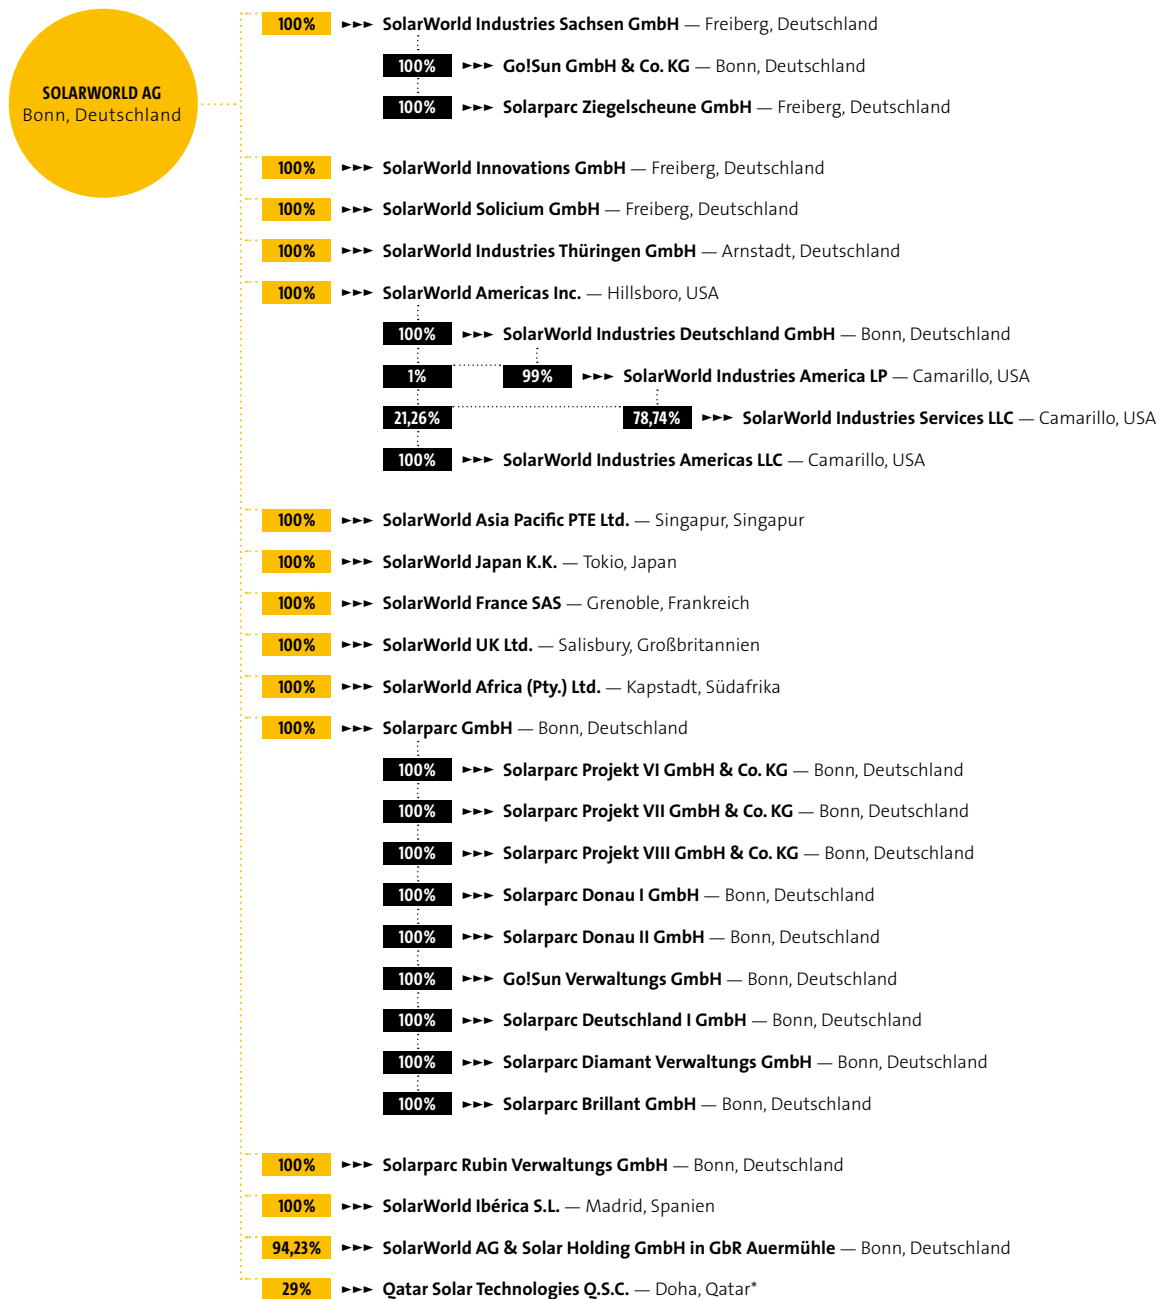 SOLARWORLD AG
Bonn, Deutschland
100% ►►► SolarWorld Industries Sachsen GmbH — Freiberg, Deutschland
100% ►►► Go!Sun GmbH & Co. KG — Bonn, Deutschland
100% ►►► Solarparc Ziegelscheune GmbH — Freiberg, Deutschland
100% ►►► SolarWorld Innovations GmbH — Freiberg, Deutschland
100% ►►► SolarWorld Solicium GmbH — Freiberg, Deutschland
100% ►►► SolarWorld Industries Thüringen GmbH — Arnstadt, Deutschland
100% ►►► SolarWorld Americas Inc. — Hillsboro, USA
100% ►►► SolarWorld Industries Deutschland GmbH — Bonn, Deutschland
1% 99% ►►► SolarWorld Industries America LP — Camarillo, USA
21,26% 78,74% ►►► SolarWorld Industries Services LLC — Camarillo, USA
100% ►►► SolarWorld Industries Americas LLC — Camarillo, USA
100% ►►► SolarWorld Asia Pacific PTE Ltd. — Singapur, Singapur
100% ►►► SolarWorld Japan K.K. — Tokio, Japan
100% ►►► SolarWorld France SAS — Grenoble, Frankreich
100% ►►► SolarWorld UK Ltd. — Salisbury, Großbritannien
100% ►►► SolarWorld Africa (Pty.) Ltd. — Kapstadt, Südafrika
100% ►►► Solarparc GmbH — Bonn, Deutschland
100% ►►► Solarparc Projekt VI GmbH & Co. KG — Bonn, Deutschland
100% ►►► Solarparc Projekt VII GmbH & Co. KG — Bonn, Deutschland
100% ►►► Solarparc Projekt VIII GmbH & Co. KG — Bonn, Deutschland
100% ►►► Solarparc Donau I GmbH — Bonn, Deutschland
100% ►►► Solarparc Donau II GmbH — Bonn, Deutschland
100% ►►► Go!Sun Verwaltungs GmbH — Bonn, Deutschland
100% ►►► Solarparc Deutschland I GmbH — Bonn, Deutschland
100% ►►► Solarparc Diamant Verwaltungs GmbH — Bonn, Deutschland
100% ►►► Solarparc Brillant GmbH — Bonn, Deutschland
100% ►►► Solarparc Rubin Verwaltungs GmbH — Bonn, Deutschland
100% ►►► SolarWorld Ibérica S.L. — Madrid, Spanien
94,23% ►►► SolarWorld AG & Solar Holding GmbH in GbR Auermühle — Bonn, Deutschland
29% ►►► Qatar Solar Technologies Q.S.C. — Doha, Qatar*